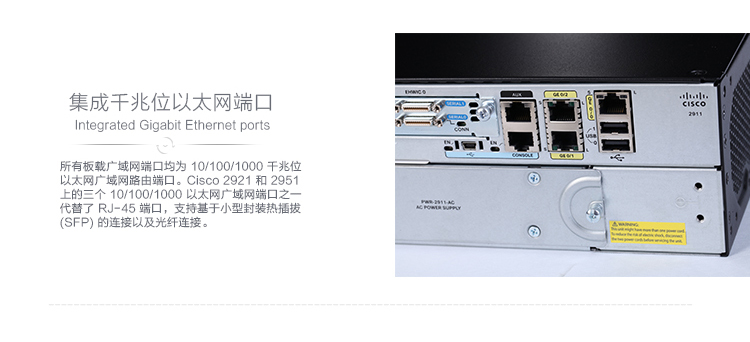 集成千兆位以太网端口
Integrated Gigabit Ethernet ports
所有板载广域网端口均为 10/100/1000 千兆位
以太网广域网路由端口。Cisco 2921 和 2951
上的三个 10/100/1000 以太网广域网端口之一
代替了 RJ-45 端口，支持基于小型封装热插拔
(SFP) 的连接以及光纤连接。
EHWIC 0
SERIAL1
SERIAL0
CONN
EN
EN
AUX
CONSOLE
GE 0/2
GE 0/1
GE 0/0
S
L
1
USB
0
CISCO
2911
PWR-2911-AC
AC POWER SUPPLY
WARNING:
This unit might have more than one power cord.
To reduce the risk of electric shock, disconnect
the two power cords before servicing the unit.